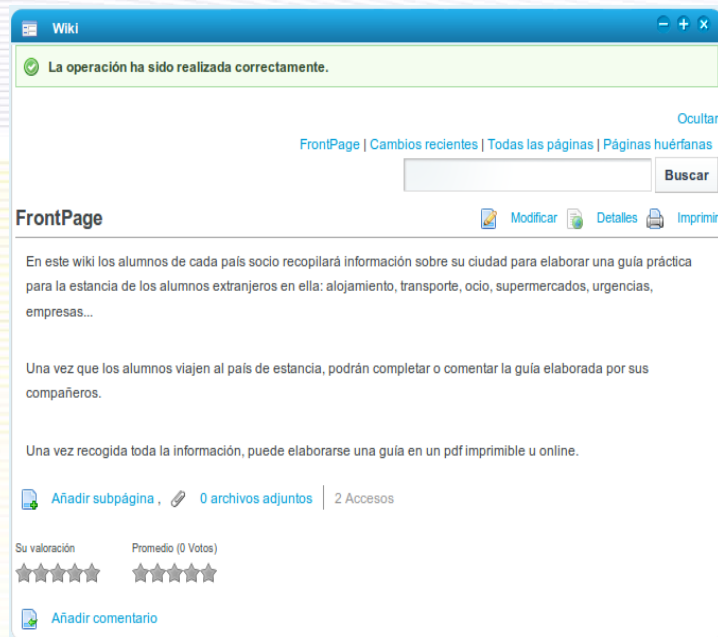 Wiki
La operación ha sido realizada correctamente.
Ocultar
FrontPage | Cambios recientes | Todas las páginas | Páginas huérfanas
Buscar
FrontPage Modificar Detalles Imprimir
En este wiki los alumnos de cada país socio recopilará información sobre su ciudad para elaborar una guía práctica
para la estancia de los alumnos extranjeros en ella: alojamiento, transporte, ocio, supermercados, urgencias,
empresas...
Una vez que los alumnos viajen al país de estancia, podrán completar o comentar la guía elaborada por sus
compañeros.
Una vez recogida toda la información, puede elaborarse una guía en un pdf imprimible u online.
Añadir subpágina , 0 archivos adjuntos | 2 Accesos
Su valoración Promedio (0 Votos)
Añadir comentario